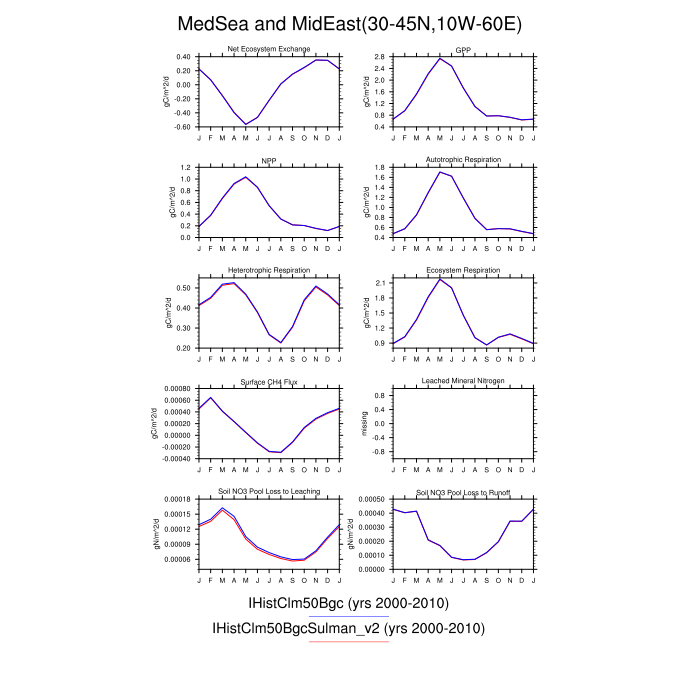 MedSea and MidEast(30-45N,10W-60E)
Net Ecosystem Exchange
gC/m^2/d
0.40
0.20
0.00
-0.20
-0.40
-0.60
J F M A M J J A S O N D J
GPP
gC/m^2/d
2.8
2.4
2.0
1.6
1.2
0.8
0.4
J F M A M J J A S O N D J
NPP
gC/m^2/d
1.2
1.0
0.8
0.6
0.4
0.2
0.0
J F M A M J J A S O N D J
Autotrophic Respiration
gC/m^2/d
1.8
1.6
1.4
1.2
1.0
0.8
0.6
0.4
J F M A M J J A S O N D J
Heterotrophic Respiration
gC/m^2/d
0.50
0.40
0.30
0.20
J F M A M J J A S O N D J
Ecosystem Respiration
gC/m^2/d
2.1
1.8
1.5
1.2
0.9
J F M A M J J A S O N D J
Surface CH4 Flux
gC/m^2/d
0.00080
0.00060
0.00040
0.00020
0.00000
-0.00020
-0.00040
J F M A M J J A S O N D J
Leached Mineral Nitrogen
missing
0.8
0.4
-0.0
-0.4
-0.8
J F M A M J J A S O N D J
Soil NO3 Pool Loss to Leaching
gN/m^2/d
0.00018
0.00015
0.00012
0.00009
0.00006
J F M A M J J A S O N D J
Soil NO3 Pool Loss to Runoff
gN/m^2/d
0.00050
0.00040
0.00030
0.00020
0.00010
0.00000
J F M A M J J A S O N D J
IHistClm50Bgc (yrs 2000-2010)
IHistClm50BgcSulman_v2 (yrs 2000-2010)